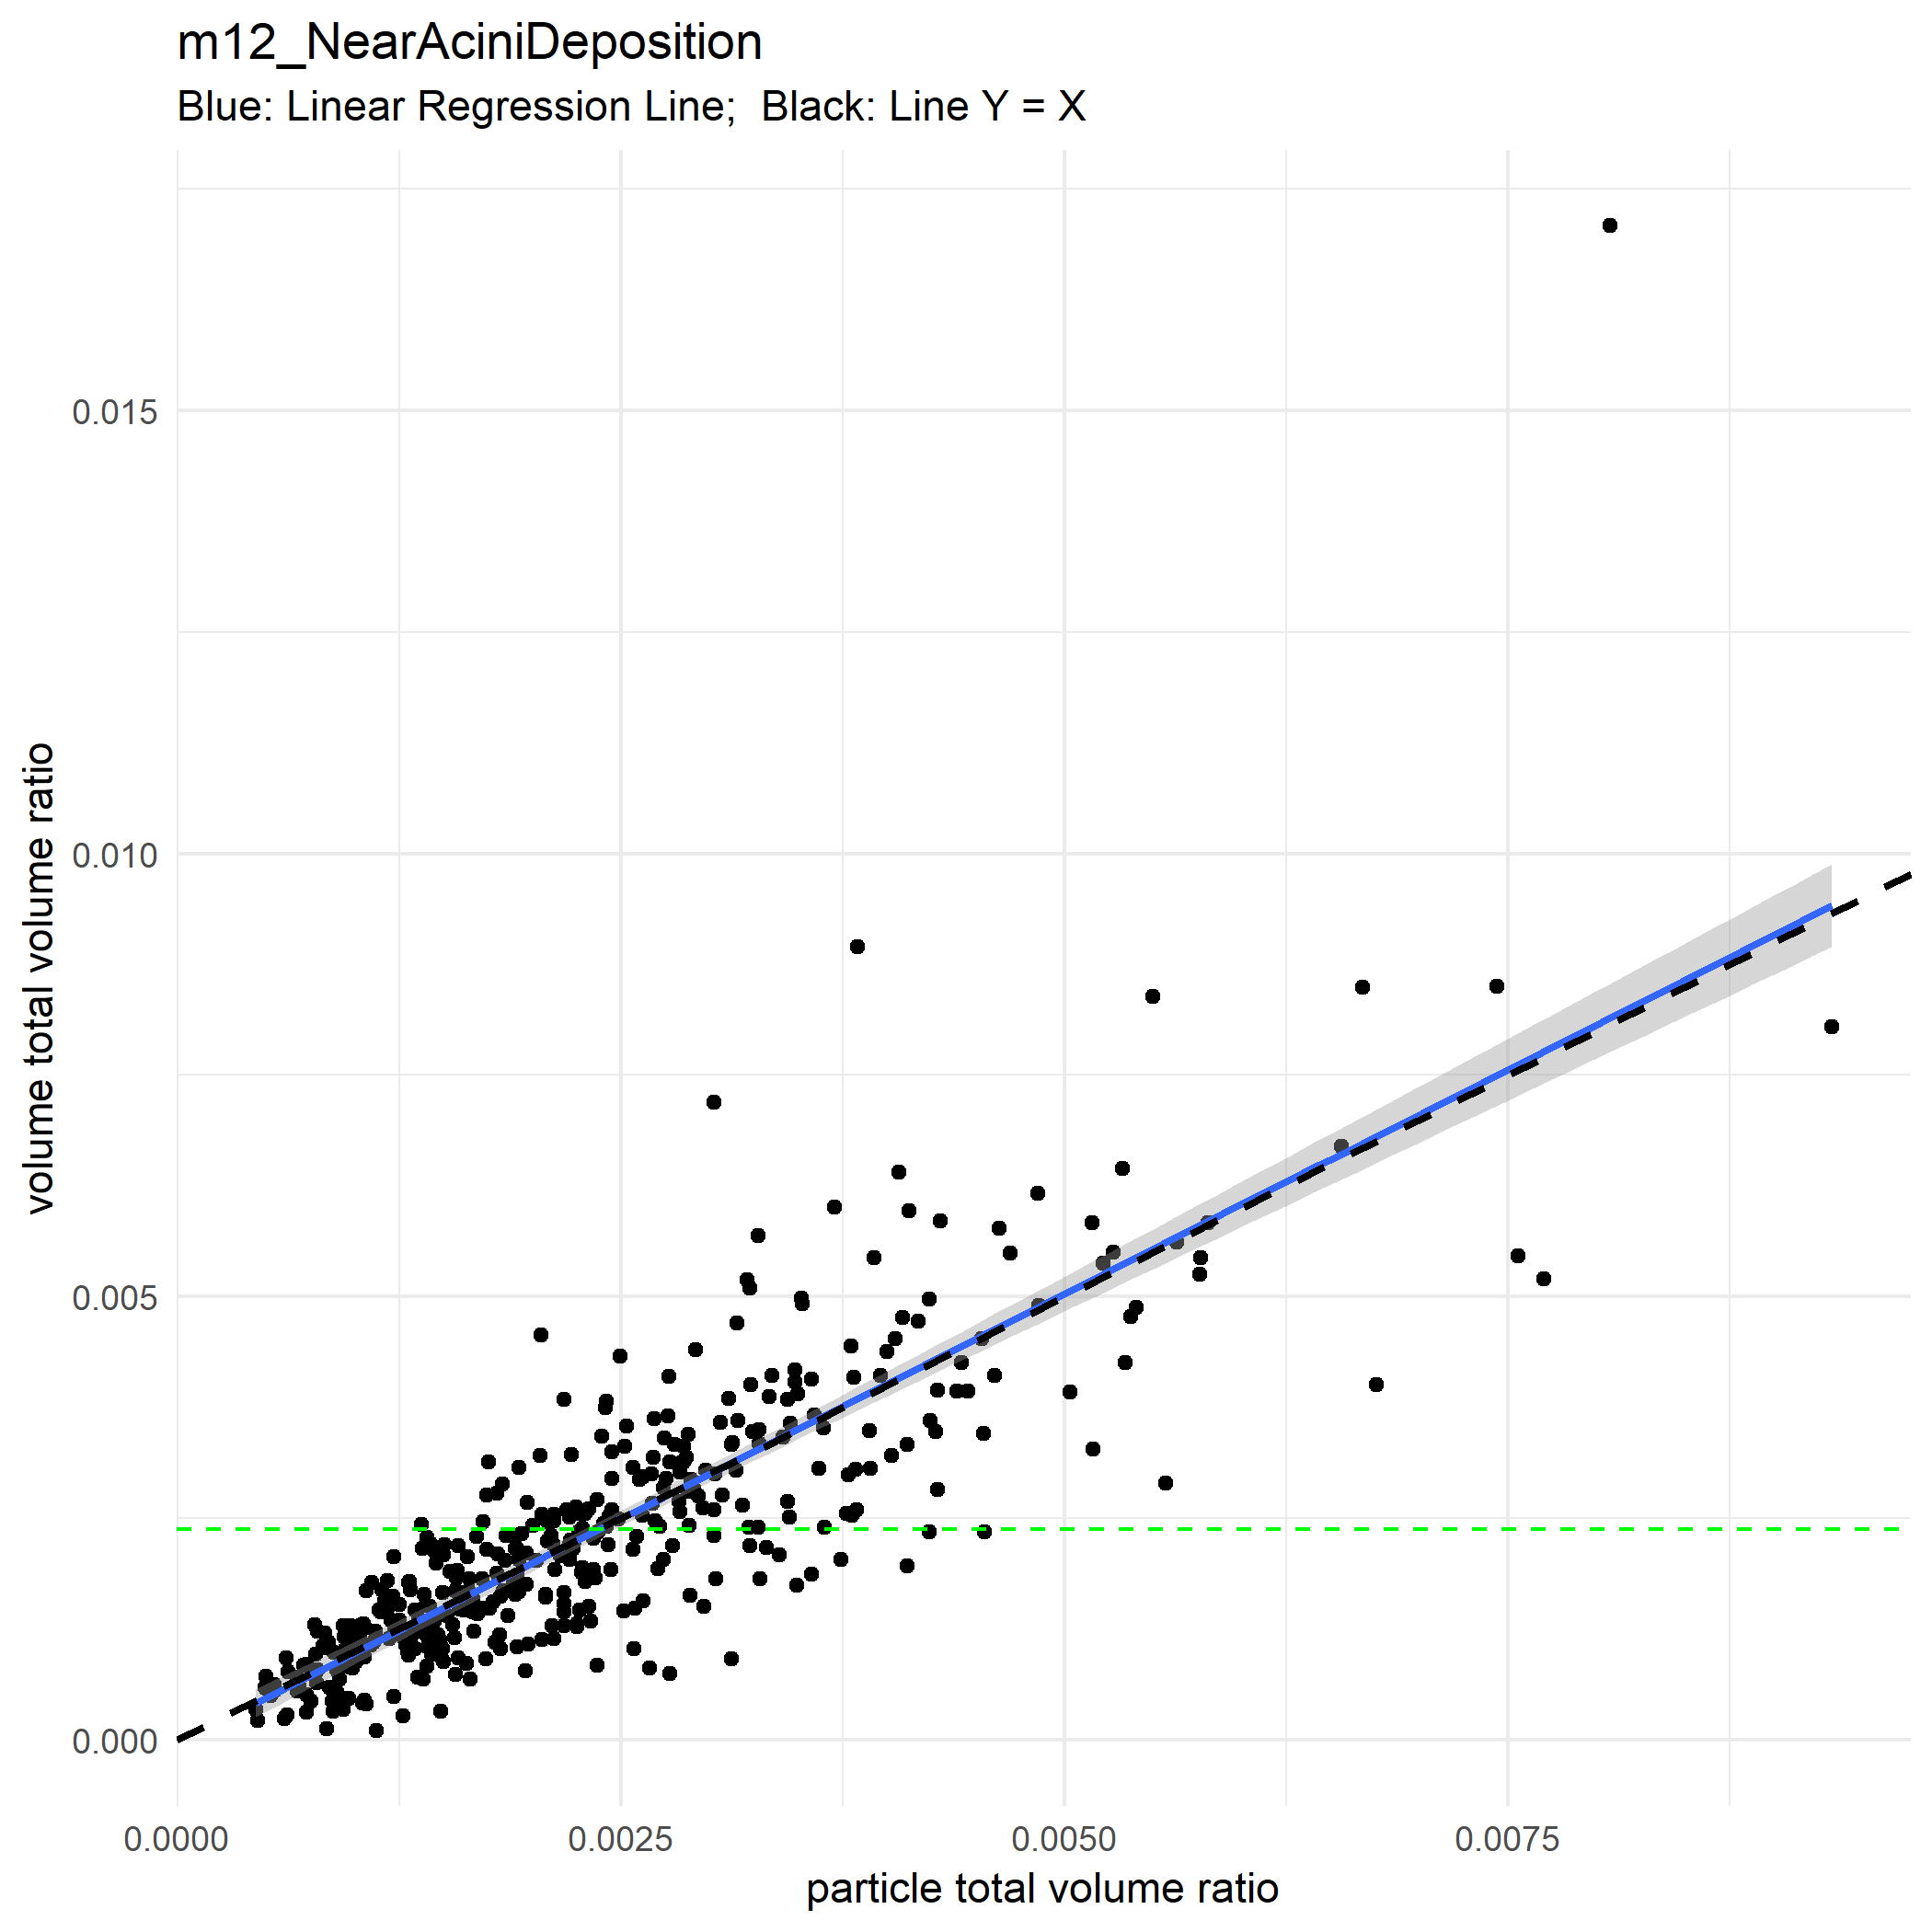 m12_NearAciniDeposition
Blue: Linear Regression Line;  Black: Line Y = X
volume total volume ratio
0.015
0.010
0.005
0.000
0.0000
0.0025
0.0050
0.0075
particle total volume ratio